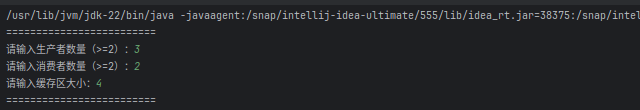 /usr/lib/jvm/jdk-22/bin/java -javaagent:/snap/intellij-idea-ultimate/555/lib/idea_rt.jar=38375:/snap/intel
=========================
请输入生产者数量（>=2）：3
请输入消费者数量（>=2）：2
请输入缓存区大小：4
=========================